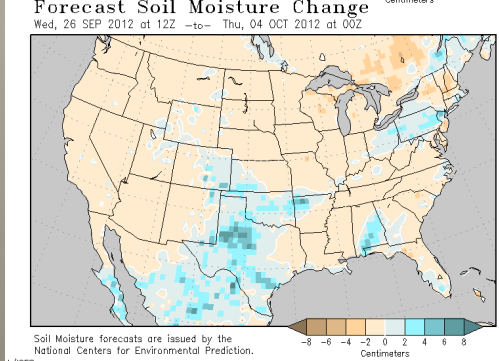 Centimeters
Forecast Soil Moisture Change
Wed, 26 SEP 2012 at 12Z -to- Thu, 04 OCT 2012 at 00Z
-8 -6 -4 -2 0 2 4 6 8
Centimeters
Soil Moisture forecasts are issued by the
National Centers for Environmental Prediction.